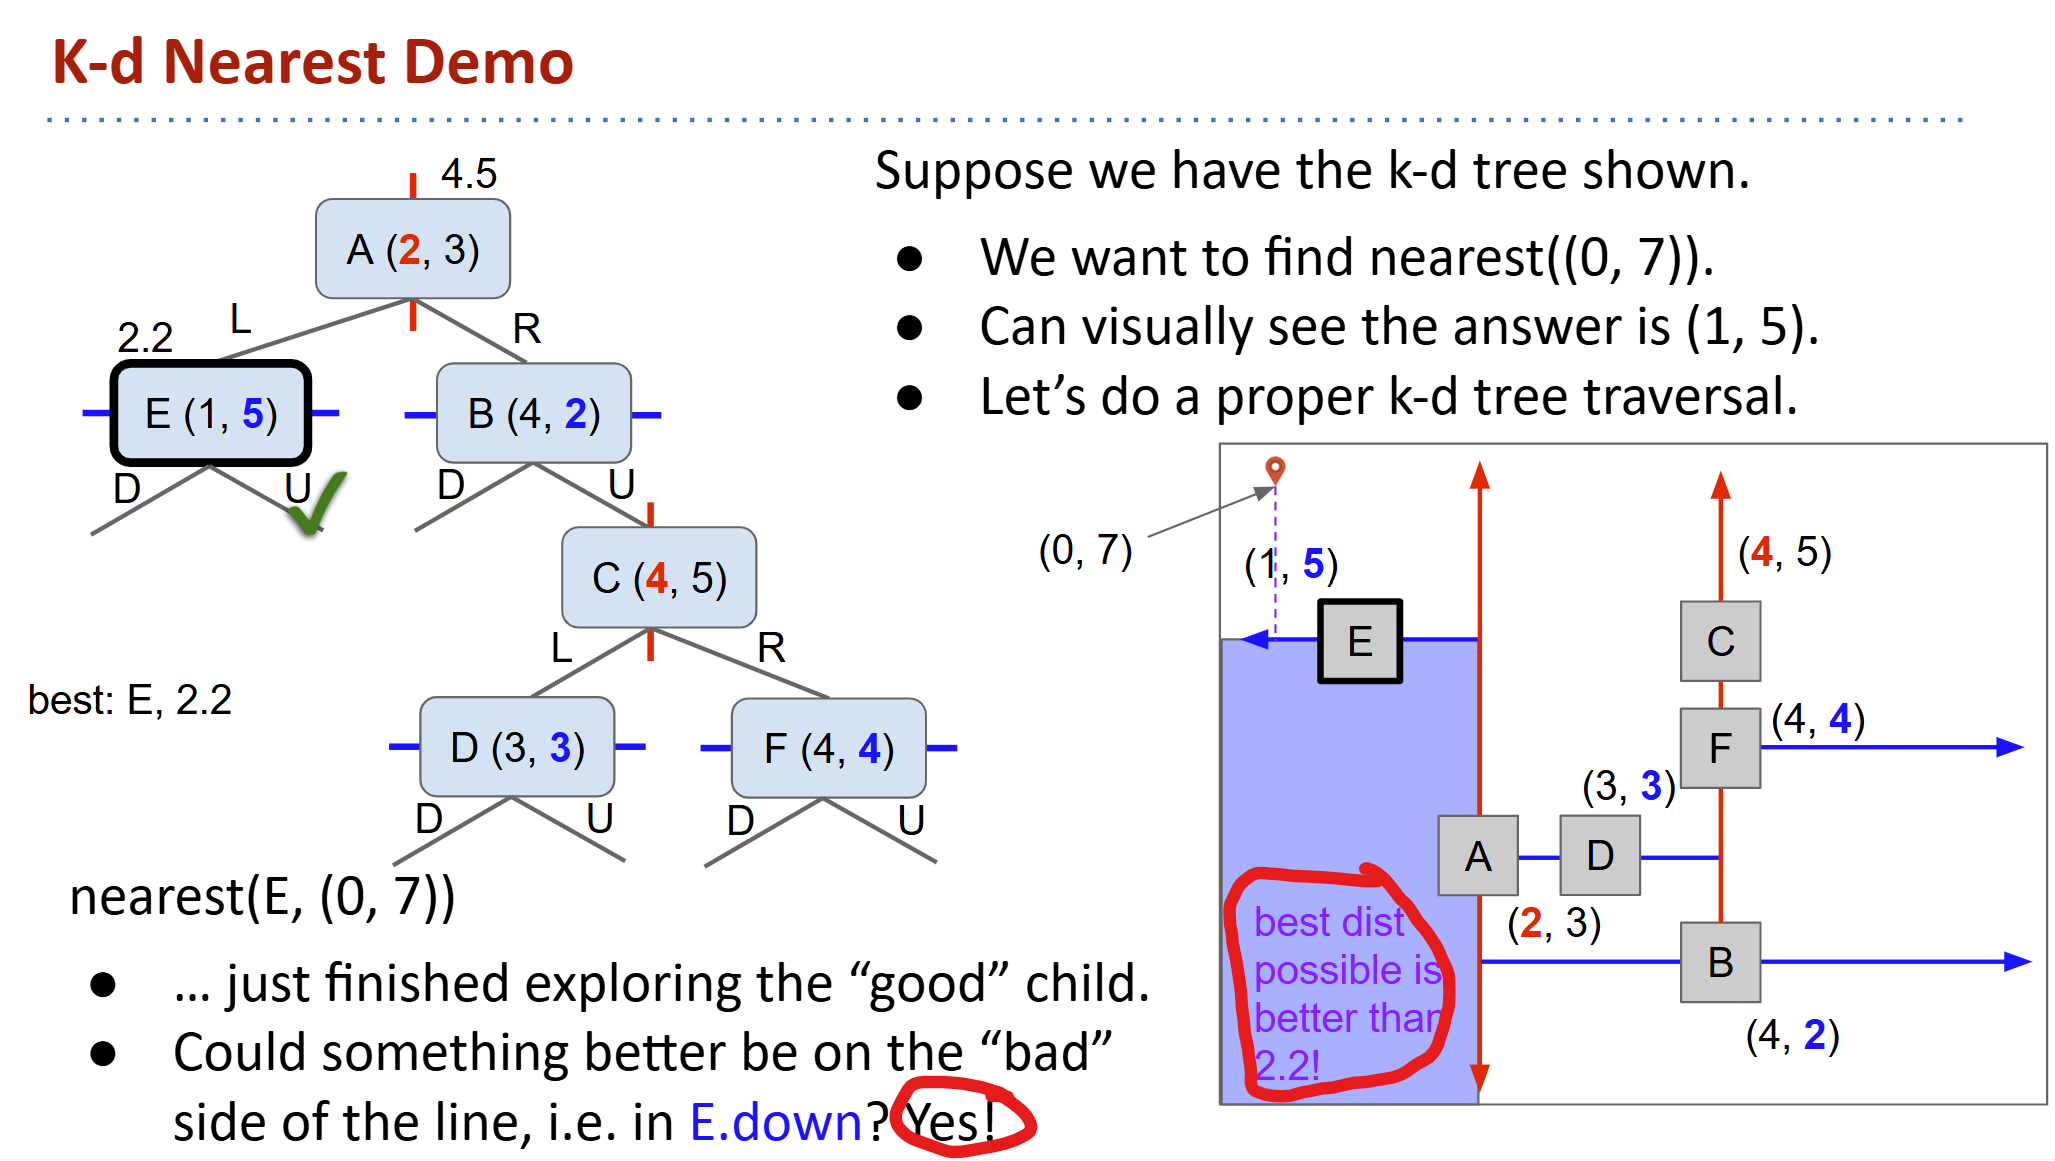 K-d Nearest Demo
4.5
A (2, 3)
L
R
2.2
E (1, 5)
B (4, 2)
D
U
D
U
C (4, 5)
L
R
best: E, 2.2
D (3, 3)
F (4, 4)
D
U
D
U
nearest(E, (0, 7))
● … just finished exploring the “good” child.
● Could something better be on the “bad”
side of the line, i.e. in E.down? Yes!
Suppose we have the k-d tree shown.
● We want to find nearest((0, 7)).
● Can visually see the answer is (1, 5).
● Let’s do a proper k-d tree traversal.
(0, 7)
(1, 5)
(4, 5)
E
C
(4, 4)
F
(3, 3)
A
D
(2, 3)
B
(4, 2)
best dist
possible is
better than
2.2!